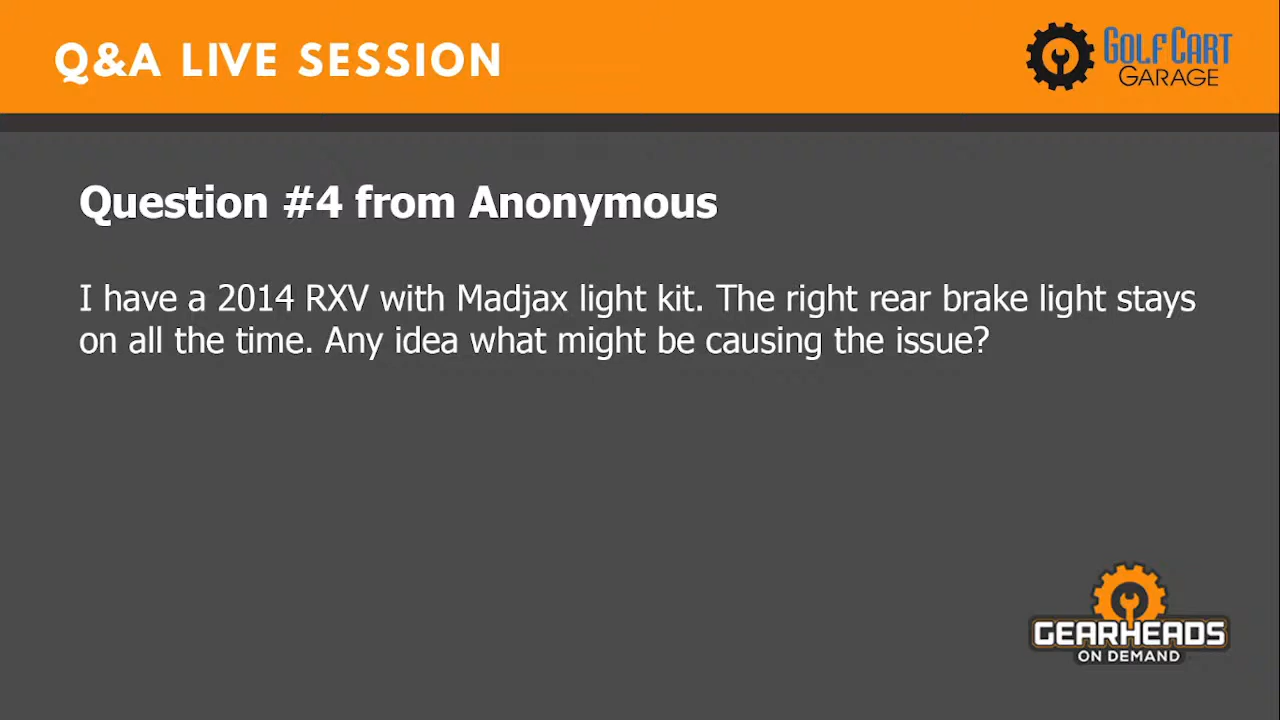 Q&A LIVE SESSION
GOLF CART
GARAGE
Question #4 from Anonymous
I have a 2014 RXV with Madjax light kit. The right rear brake light stays
on all the time. Any idea what might be causing the issue?
GEARHEADS
ON DEMAND